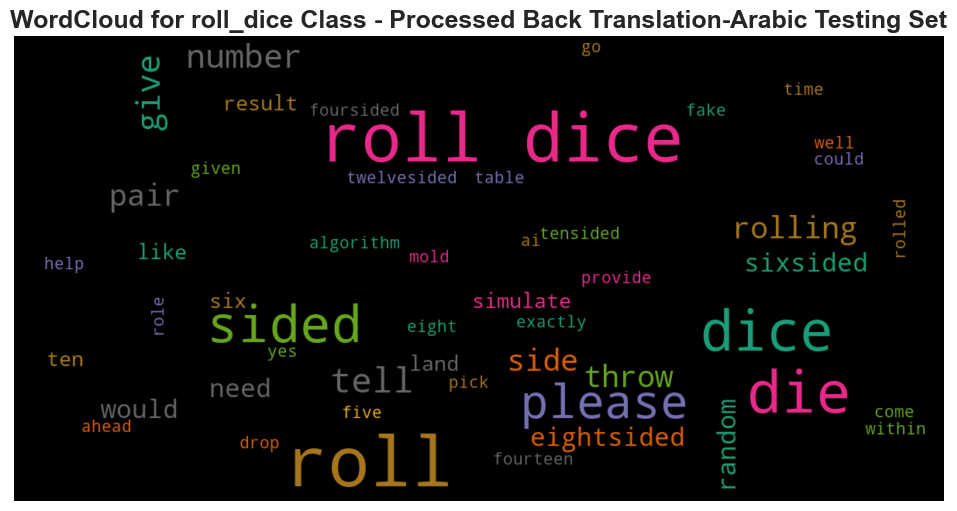 WordCloud for roll_dice Class - Processed Back Translation-Arabic Testing Set
go
number
give
time
result
foursided
fake
roll dice
well
could
given
twelvesided
table
pair
rolled
rolling
tensided
ai
algorithm
like
mold
help
sixsided
provide
simulate
six
role
sided
exactly
eight
dice
yes
ten
side
land
throw
tell
pick
need
die
please
would
five
random
come
ahead
within
eightsided
drop
roll
fourteen